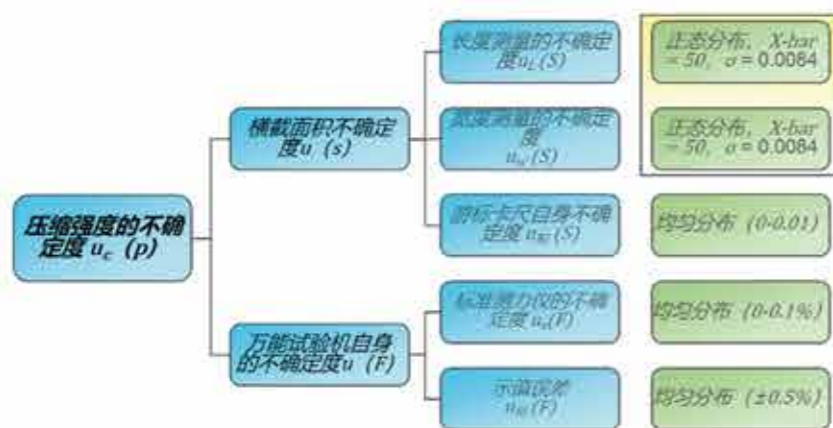 长度测量的不确定
度u_L(S)
正态分布，X-bar
= 50，σ = 0.0084
横截面积不确定
度u（s）
宽度测量的不确定
度
u_w(S)
正态分布，X-bar
= 50，σ = 0.0084
压缩强度的不确
定度 u_c（p）
游标卡尺自身不确
定度 (S)
均匀分布（0-0.01）
万能试验机自身
的不确定度u（F）
标准测力仪的不确
定度 (F)
均匀分布（0-0.1%）
示值误差
(F)
均匀分布（±0.5%）